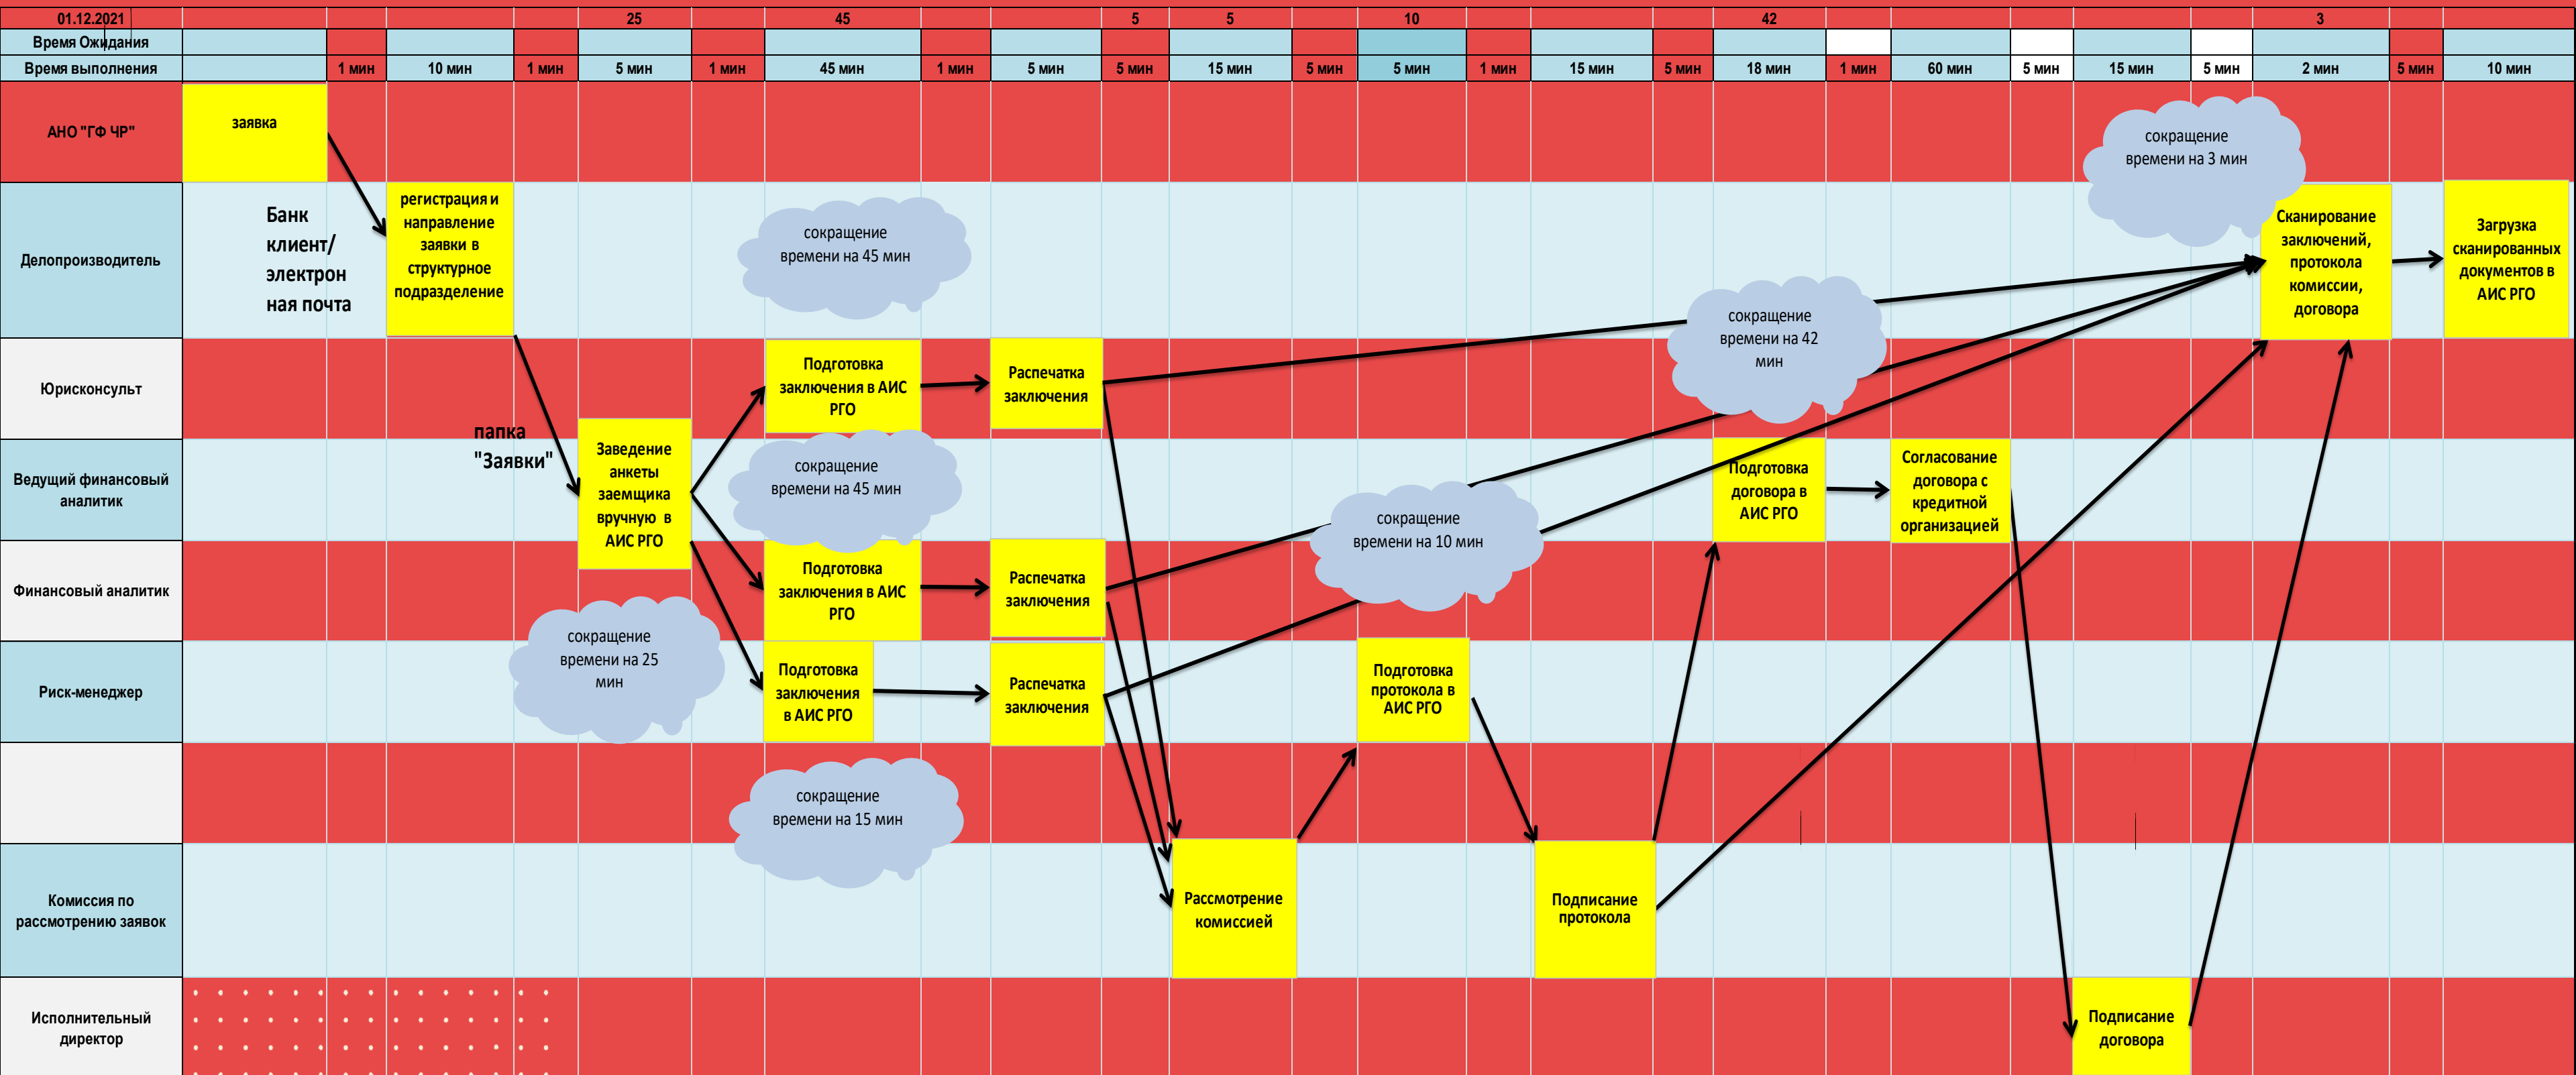 01.12.2021 25 45 5 5 10 42 3
Время Ожидания
Время выполнения 1 мин 10 мин 1 мин 5 мин 1 мин 45 мин 1 мин 5 мин 5 мин 15 мин 5 мин 5 мин 1 мин 15 мин 5 мин 18 мин 1 мин 60 мин 5 мин 15 мин 5 мин 2 мин 5 мин 10 мин
АНО "ГФ ЧР"
заявка
сокращение
времени на 3 мин
Делопроизводитель
Банк
клиент/
электрон
ная почта
регистрация и
направление
заявки в
структурное
подразделение
сокращение
времени на 45 мин
сокращение
времени на 42
мин
Сканирование
заключений,
протокола
комиссии,
договора
Загрузка
сканированных
документов в
АИС РГО
Юрисконсульт
Подготовка
заключения в АИС
РГО
Распечатка
заключения
папка
"Заявки"
Ведущий финансовый
аналитик
Заведение
анкеты
заемщика
вручную в
АИС РГО
сокращение
времени на 45 мин
сокращение
времени на 10 мин
Подготовка
договора в
АИС РГО
Согласование
договора с
кредитной
организацией
Финансовый аналитик
Подготовка
заключения в АИС
РГО
Распечатка
заключения
сокращение
времени на 25
мин
Риск-менеджер
Подготовка
заключения
в АИС РГО
Распечатка
заключения
Подготовка
протокола в
АИС РГО
сокращение
времени на 15 мин
Комиссия по
рассмотрению заявок
Рассмотрение
комиссией
Подписание
протокола
Исполнительный
директор
Подписание
договора